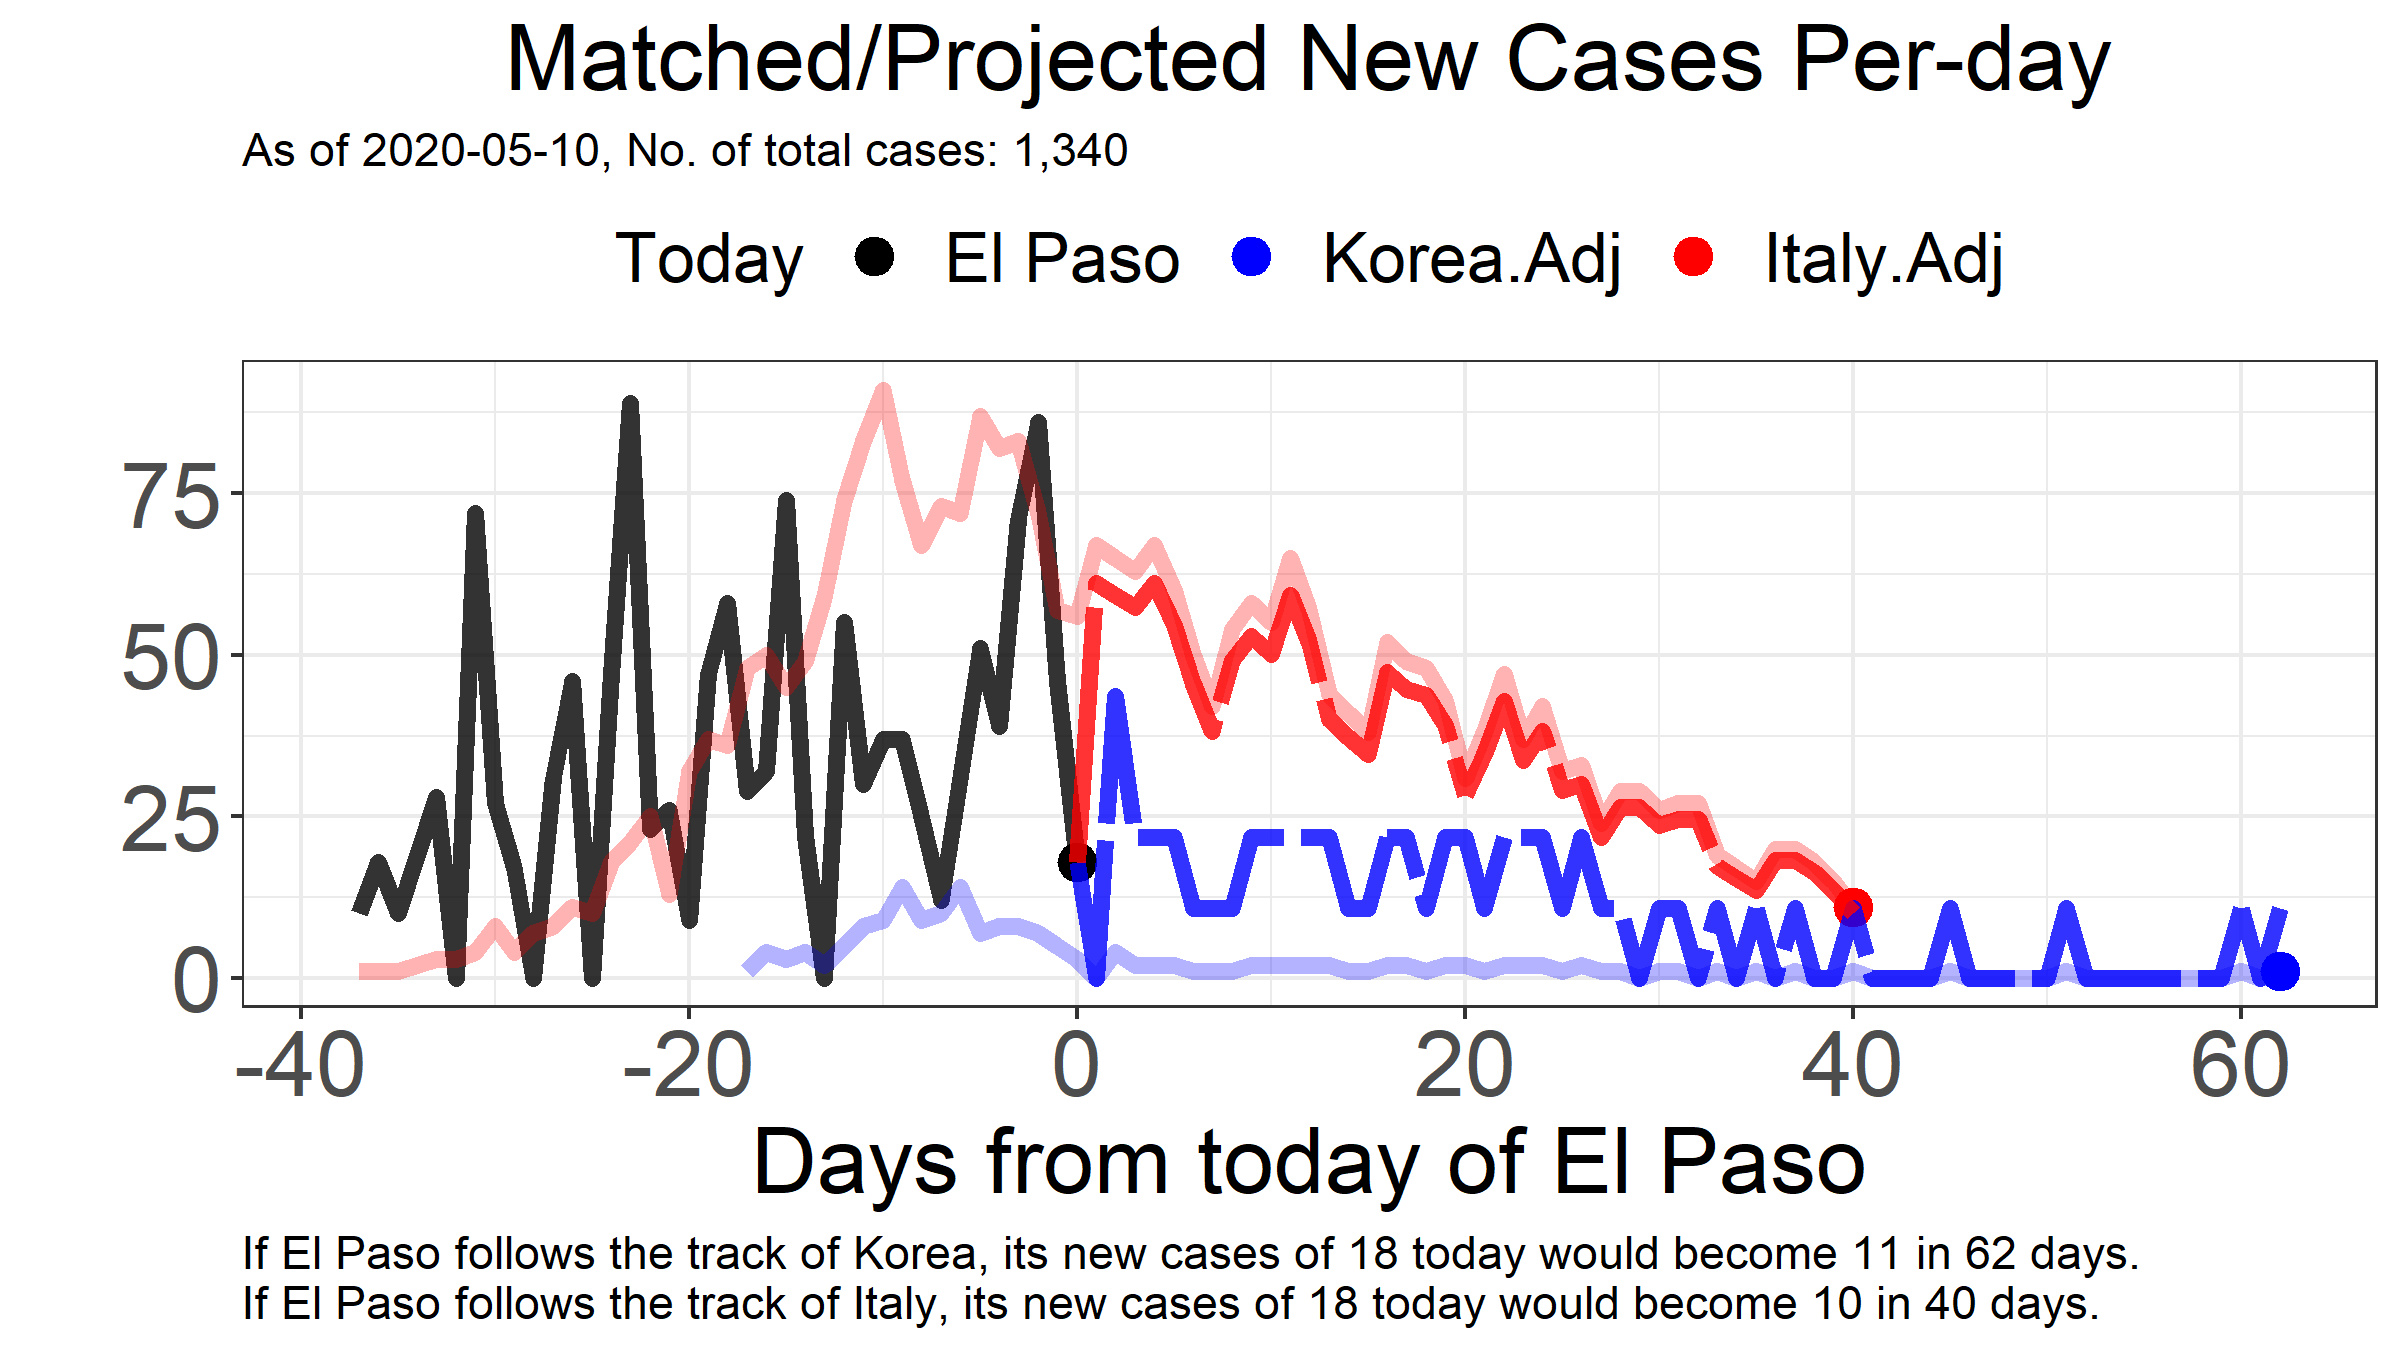 Matched/Projected New Cases Per-day
As of 2020-05-10, No. of total cases: 1,340
Today El Paso Korea.Adj Italy.Adj
75
50
25
0
-40 -20 0 20 40 60
Days from today of El Paso
If El Paso follows the track of Korea, its new cases of 18 today would become 11 in 62 days.
If El Paso follows the track of Italy, its new cases of 18 today would become 10 in 40 days.